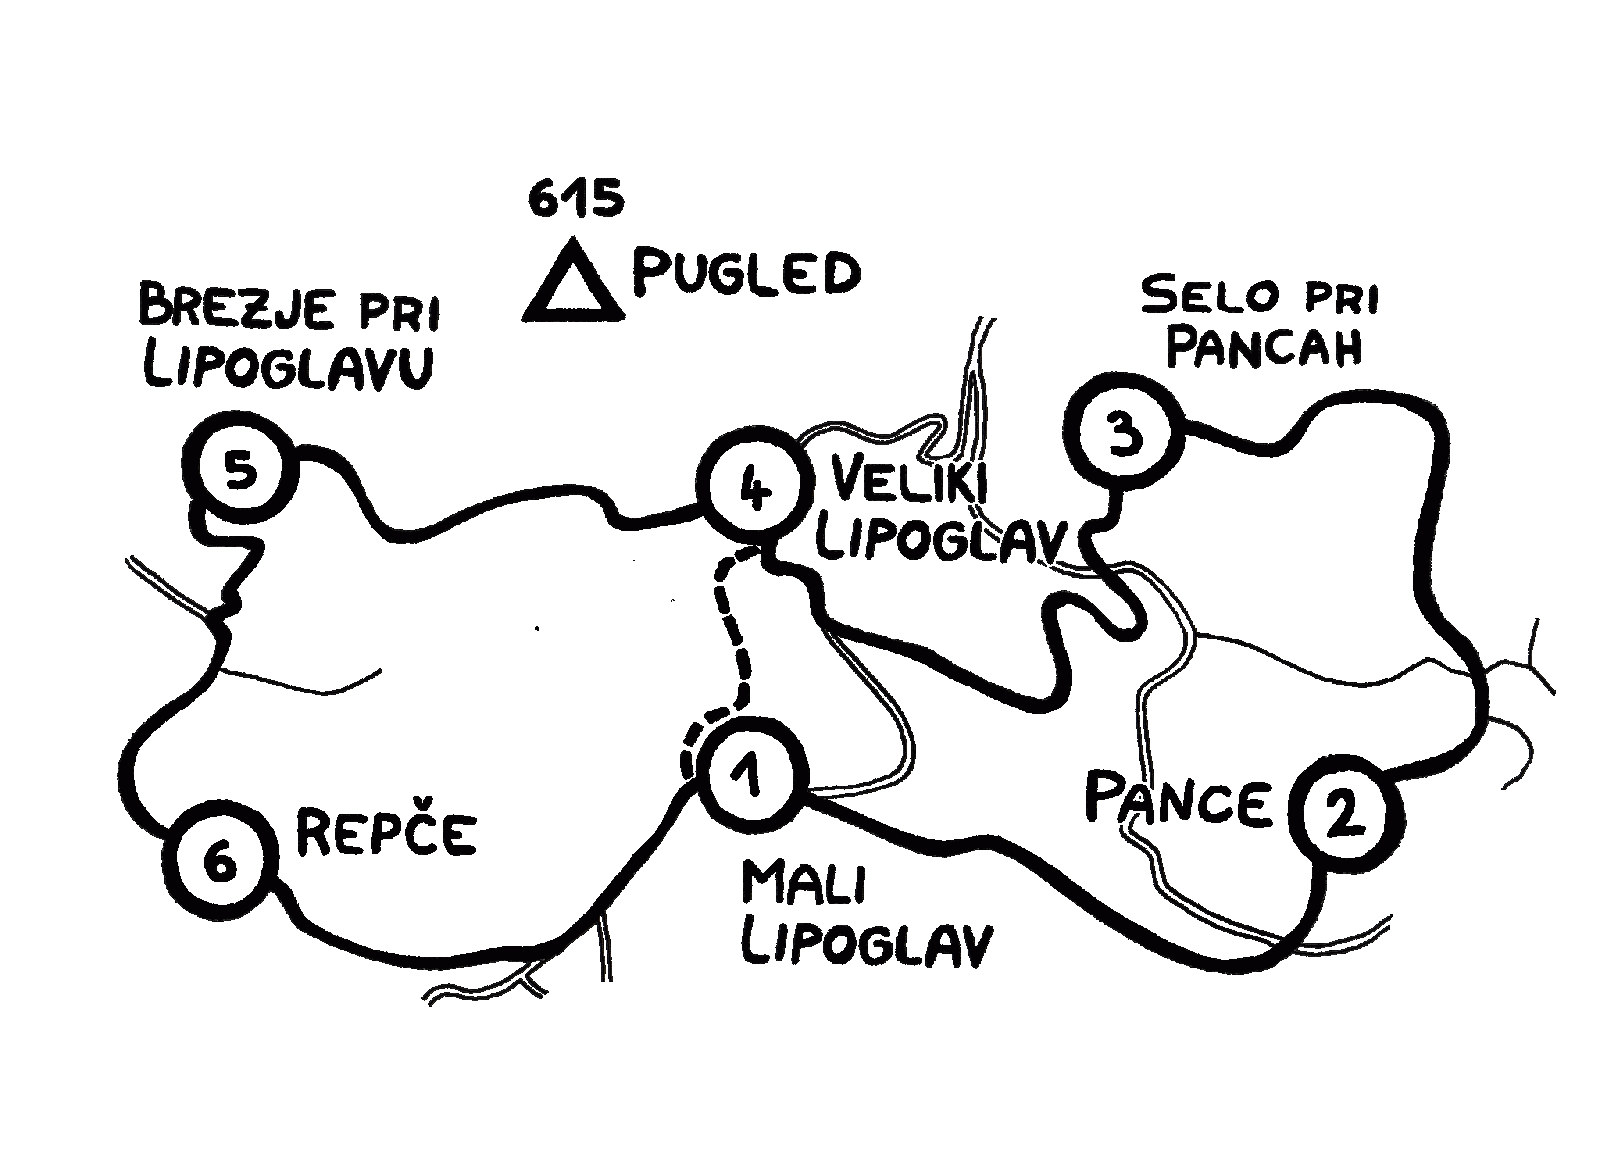 615
PUGLED
BREZJE PRI
LIPOGLAVU
SELO PRI
PANCAH
5
4
3
VELIKI
LIPOGLAV
1
PANCE
2
REPČE
6
MALI
LIPOGLAV